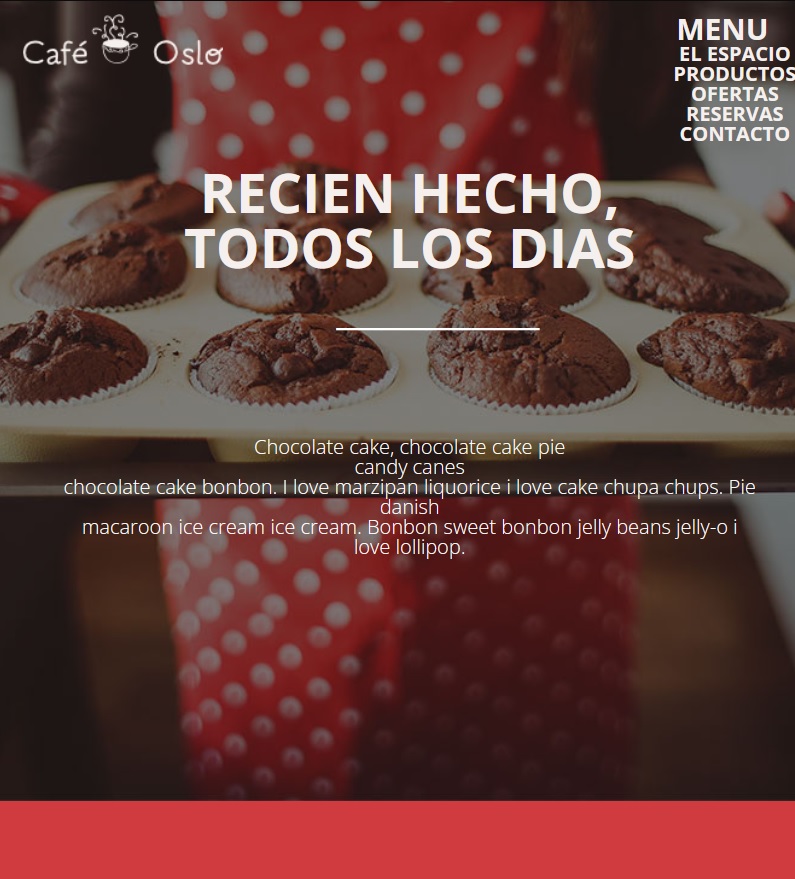 Café Oslo
MENU
EL ESPACIO
PRODUCTOS
OFERTAS
RESERVAS
CONTACTO
RECIEN HECHO,
TODOS LOS DIAS
Chocolate cake, chocolate cake pie
candy canes
chocolate cake bonbon. I love marzipan liquorice i love cake chupa chups. Pie
danish
macaroon ice cream ice cream. Bonbon sweet bonbon jelly beans jelly-o i
love lollipop.